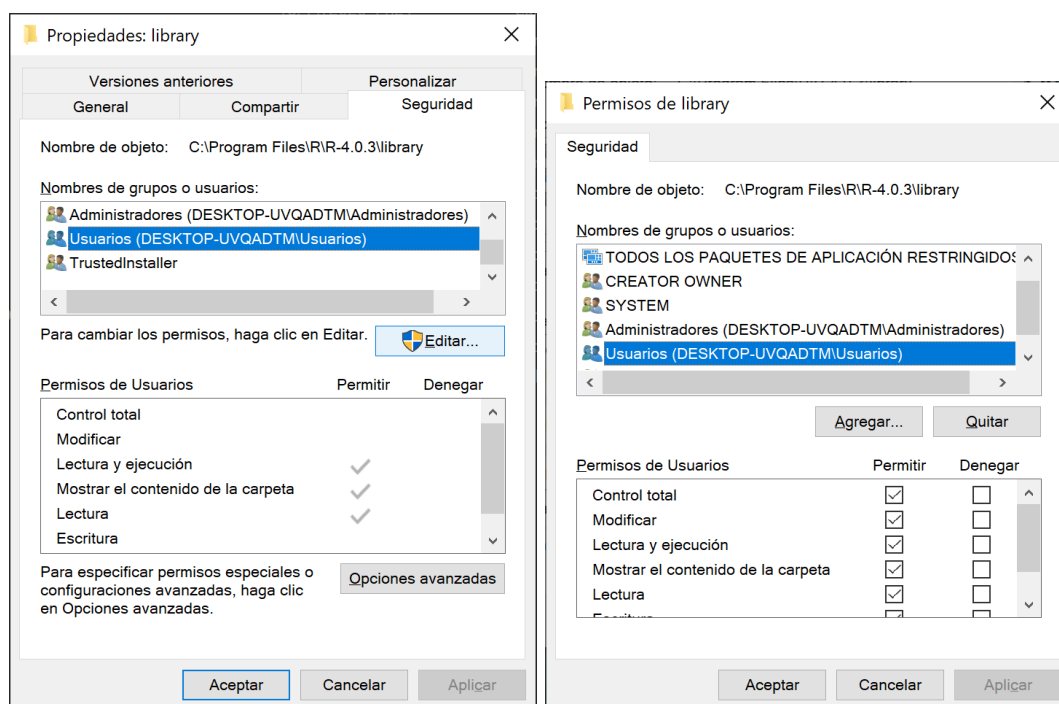 Propiedades: library
Versiones anteriores Personalizar
General Compartir Seguridad
Nombre de objeto: C:\Program Files\R\R-4.0.3\library
Nombres de grupos o usuarios:
Administradores (DESKTOP-UVQADTM\Administradores)
Usuarios (DESKTOP-UVQADTM\Usuarios)
TrustedInstaller
Para cambiar los permisos, haga clic en Editar. Editar...
Permisos de Usuarios Permitir Denegar
Control total
Modificar
Lectura y ejecución
Mostrar el contenido de la carpeta
Lectura
Escritura
Para especificar permisos especiales o
configuraciones avanzadas, haga clic
en Opciones avanzadas.
Opciones avanzadas
Aceptar Cancelar Aplicar
Permisos de library
Seguridad
Nombre de objeto: C:\Program Files\R\R-4.0.3\library
Nombres de grupos o usuarios:
TODOS LOS PAQUETES DE APLICACIÓN RESTRINGIDOS
CREATOR OWNER
SYSTEM
Administradores (DESKTOP-UVQADTM\Administradores)
Usuarios (DESKTOP-UVQADTM\Usuarios)
Agregar... Quitar
Permisos de Usuarios Permitir Denegar
Control total
Modificar
Lectura y ejecución
Mostrar el contenido de la carpeta
Lectura
Escritura
Aceptar Cancelar Aplicar